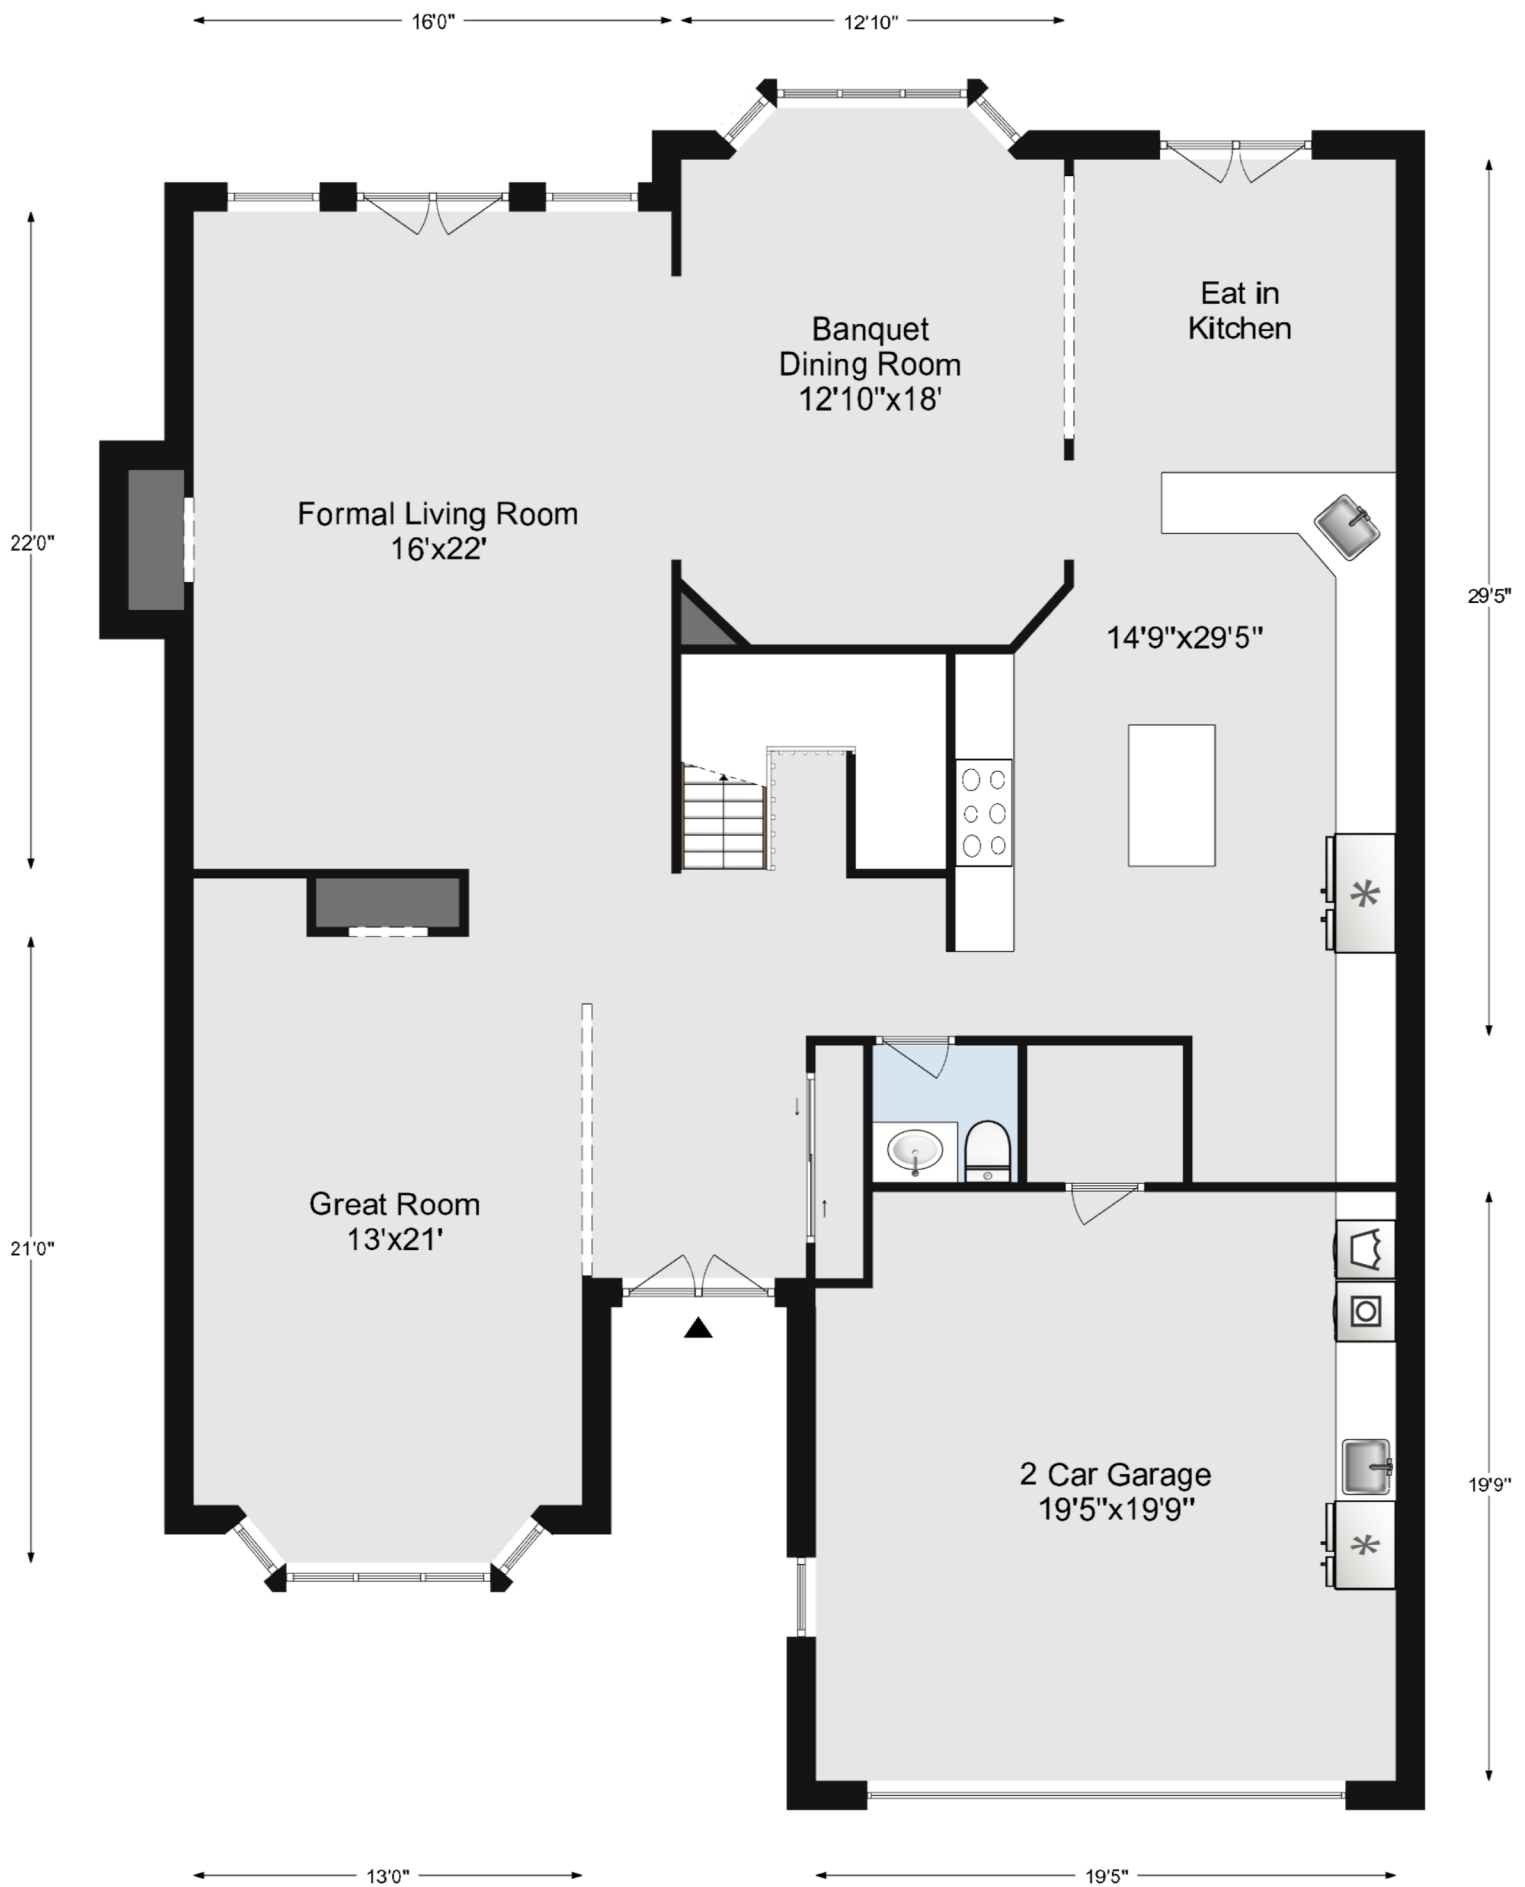 16'0"
12'10"
Eat in
Kitchen
Banquet
Dining Room
12'10"x18'
Formal Living Room
16'x22'
22'0"
29'5"
14'9"x29'5"
Great Room
13'x21'
21'0"
2 Car Garage
19'5"x19'9"
19'9"
13'0"
19'5"